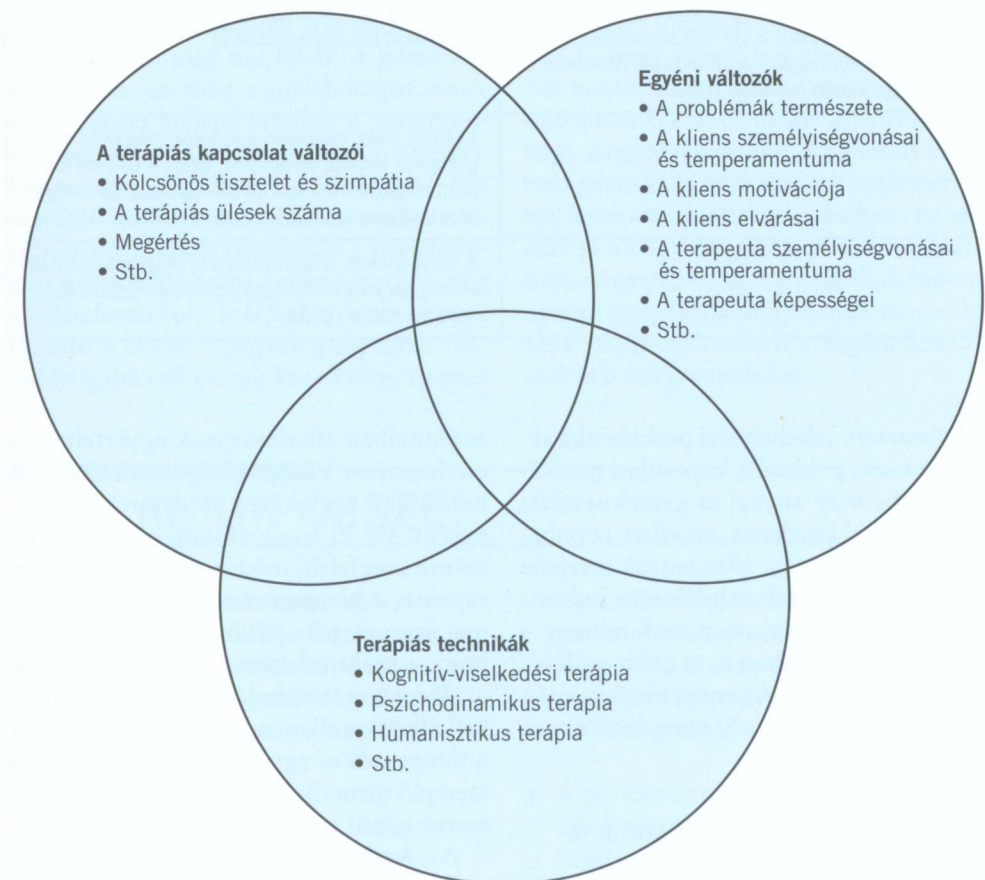 A terápiás kapcsolat változói
• Kölcsönös tisztelet és szimpátia
• A terápiás ülések száma
• Megértés
• Stb.
Egyéni változók
• A problémák természete
• A kliens személyiségvonásai
és temperamentuma
• A kliens motivációja
• A kliens elvárásai
• A terapeuta személyiségvonásai
és temperamentuma
• A terapeuta képességei
• Stb.
Terápiás technikák
• Kognitív-viselkedési terápia
• Pszichodinamikus terápia
• Humanisztikus terápia
• Stb.